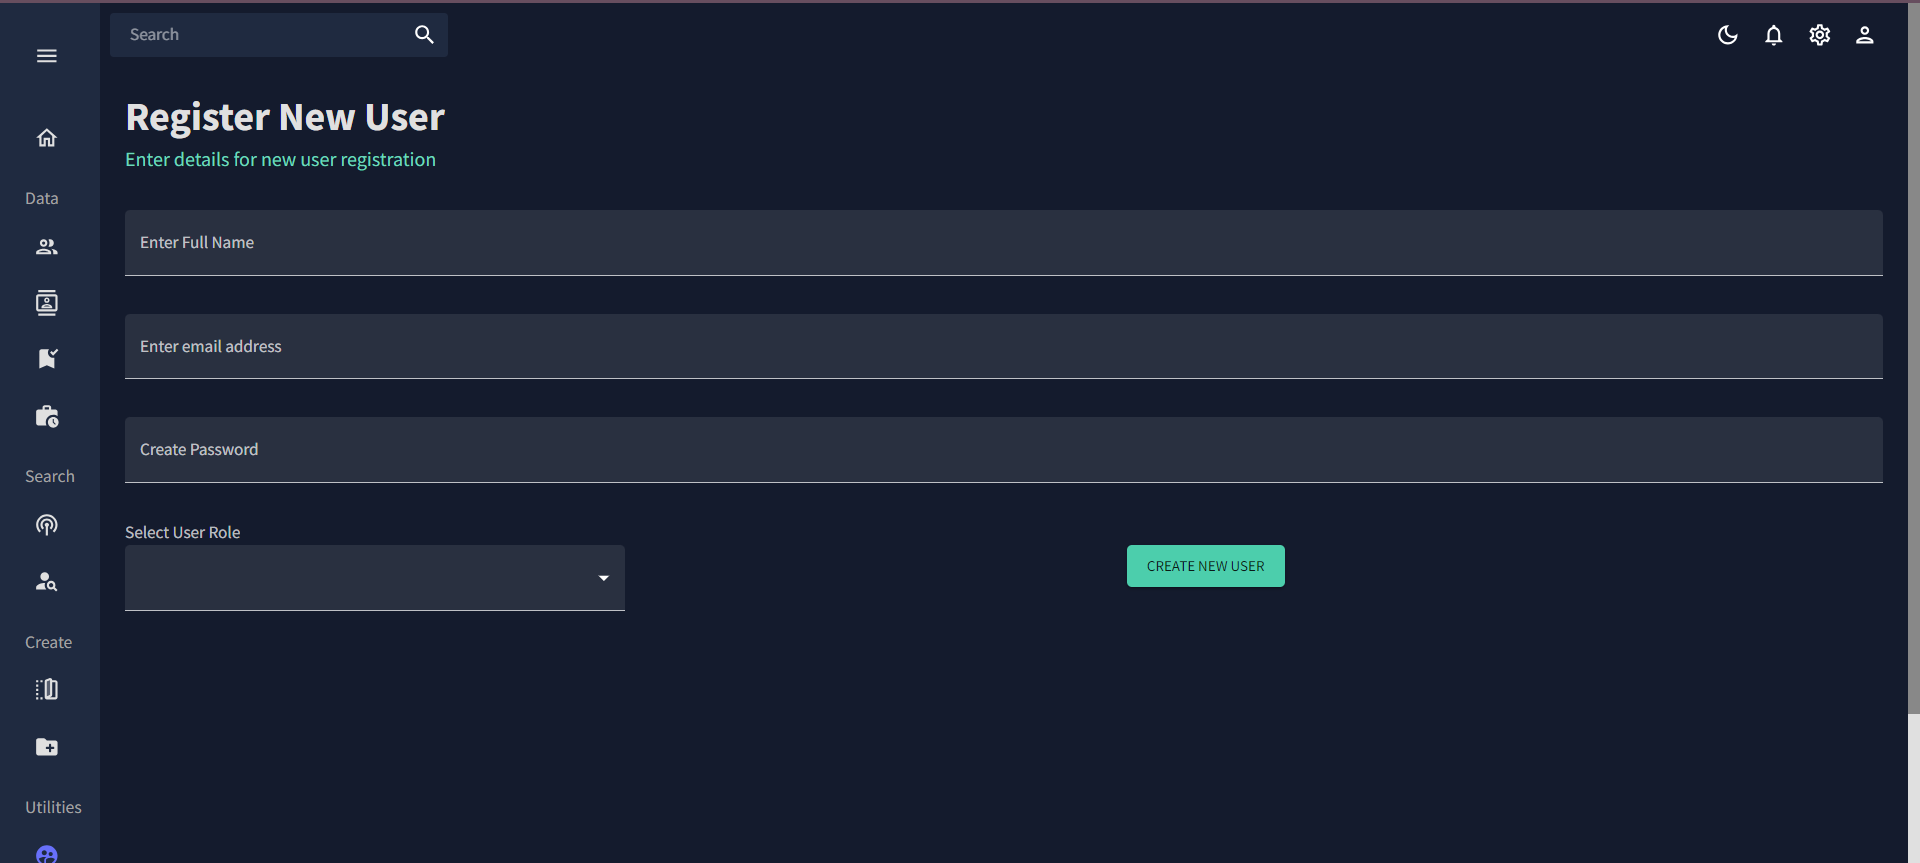 Search
Register New User
Enter details for new user registration
Data
Enter Full Name
Enter email address
Create Password
Search
Select User Role
CREATE NEW USER
Create
Utilities